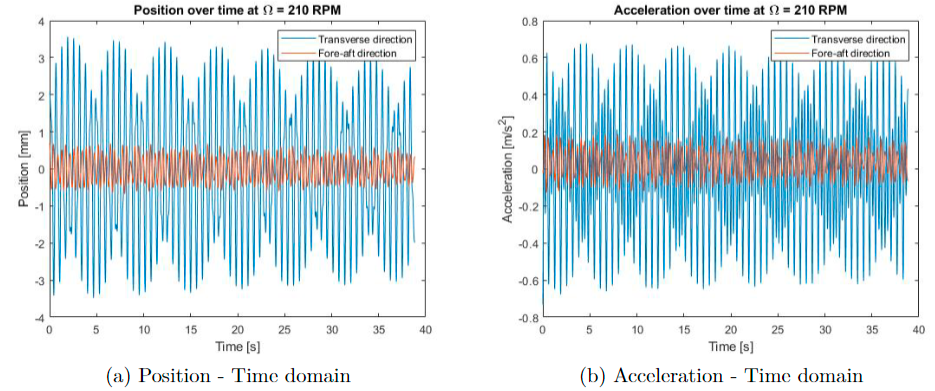 Position over time at Ω = 210 RPM
4
3
2
1
0
-1
-2
-3
-4
Position [mm]
0 5 10 15 20 25 30 35 40
Time [s]
Transverse direction
Fore-aft direction
(a) Position - Time domain
Acceleration over time at Ω = 210 RPM
0.8
0.6
0.4
0.2
0
-0.2
-0.4
-0.6
-0.8
Acceleration [m/s²]
0 5 10 15 20 25 30 35 40
Time [s]
Transverse direction
Fore-aft direction
(b) Acceleration - Time domain